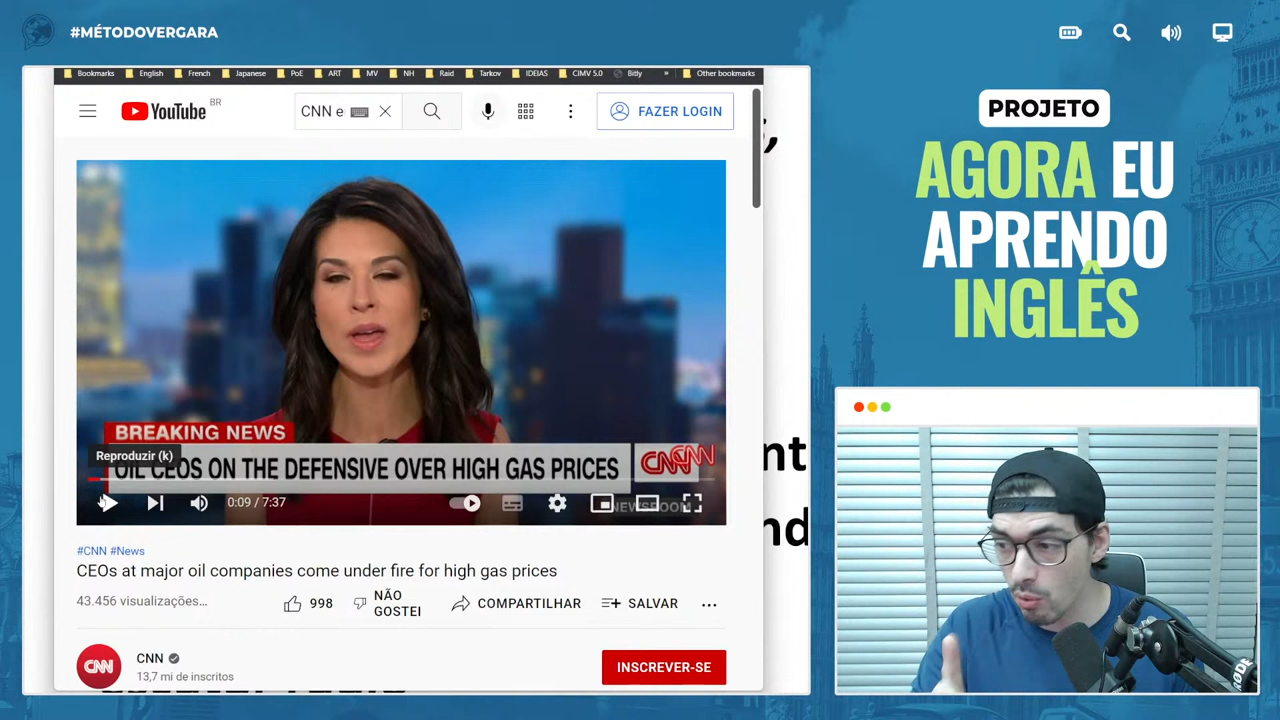 #MÉTODOVERGARA
Bookmarks English French Japanese PoE ART MV NH Raid Tarkov IDEIAS CIMV 5.0 Bitly » Other bookmarks
YouTube BR
CNN e
FAZER LOGIN
BREAKING NEWS
Reproduzir (k)
OIL CEOS ON THE DEFENSIVE OVER HIGH GAS PRICES
CNN
0:09 / 7:37
NEWSROOM
#CNN #News
CEOs at major oil companies come under fire for high gas prices
43.456 visualizações...
998
NÃO
GOSTEI
COMPARTILHAR
SALVAR
CNN
CNN
13,7 mi de inscritos
INSCREVER-SE
nt
nd
PROJETO
AGORA EU
APRENDO
INGLÊS
RØDE